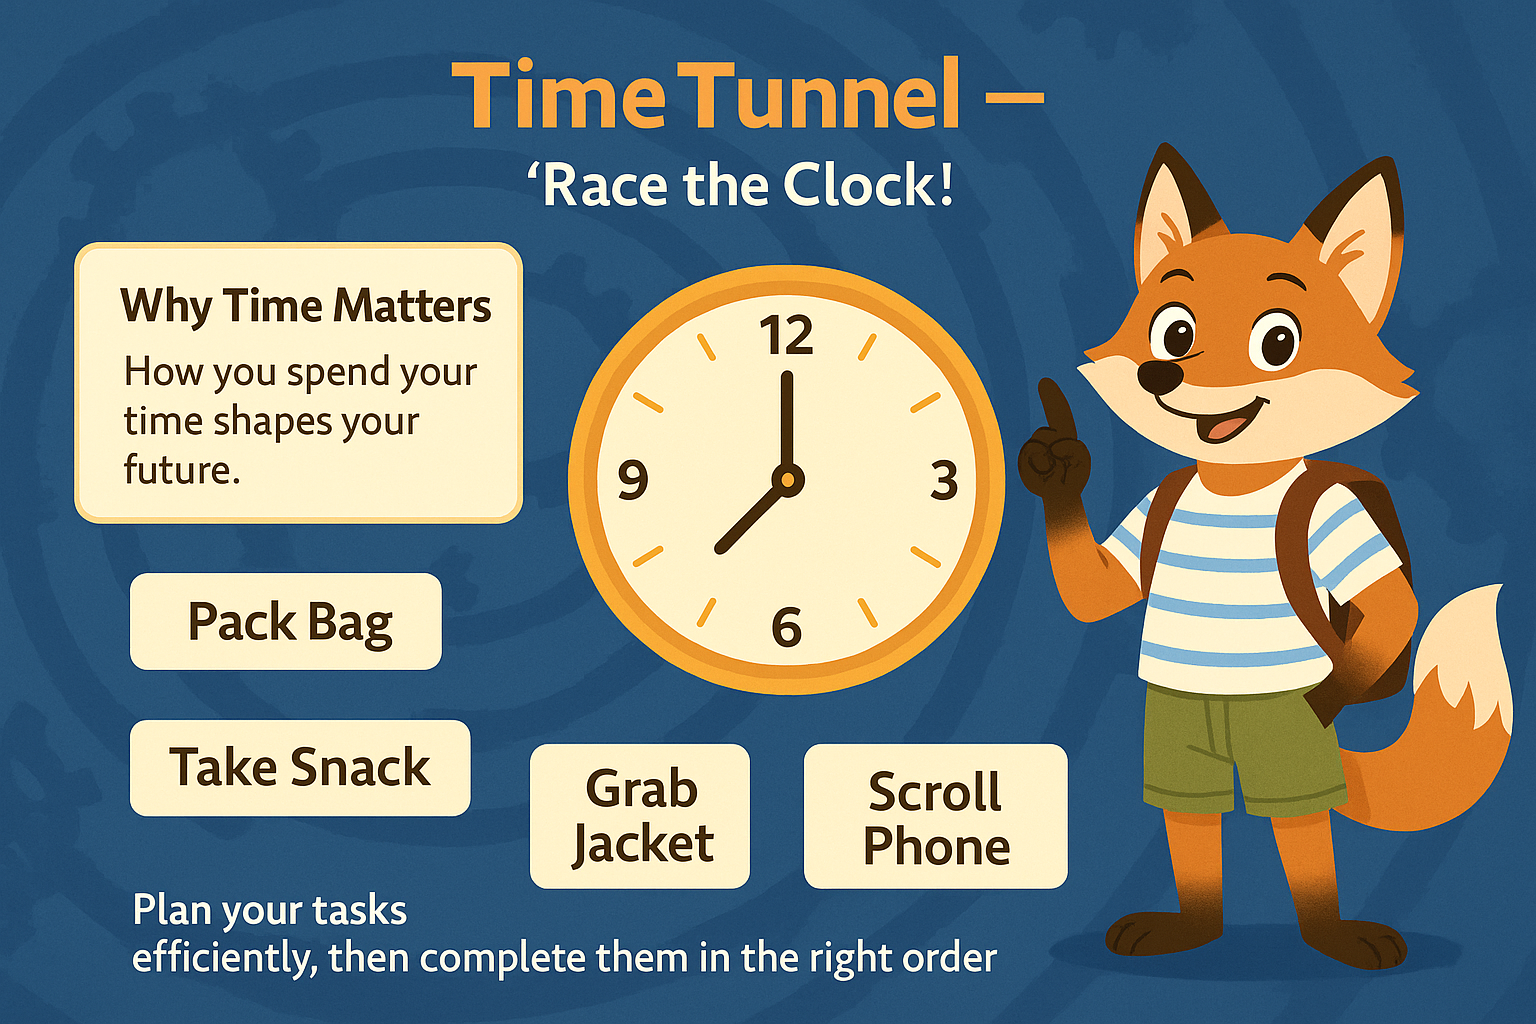 Time Tunnel –
‘Race the Clock!
Why Time Matters
How you spend your
time shapes your
future.
12
9
3
6
Pack Bag
Take Snack
Grab
Jacket
Scroll
Phone
Plan your tasks
efficiently, then complete them in the right order